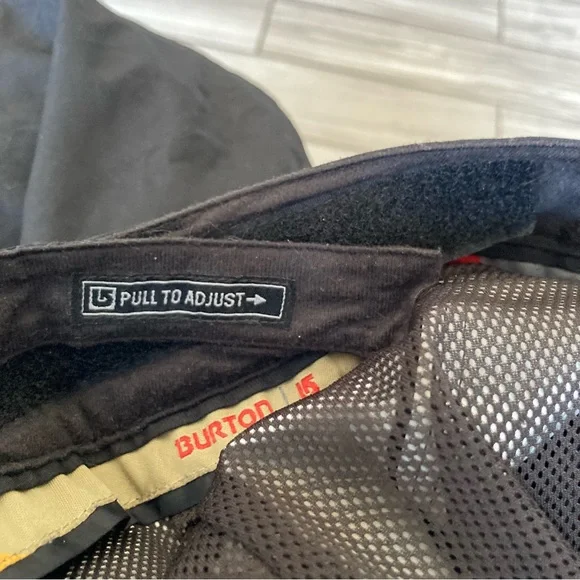 PULL TO ADJUST→
BURTON | 15